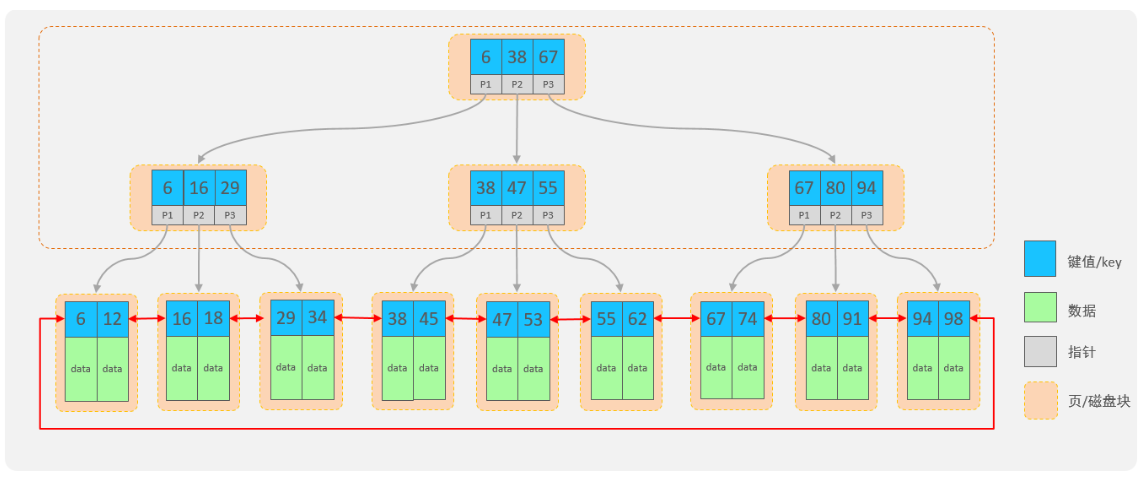 6 38 67
P1 P2 P3
6 16 29
P1 P2 P3
38 47 55
P1 P2 P3
67 80 94
P1 P2 P3
6 12
data data
16 18
data data
29 34
data data
38 45
data data
47 53
data data
55 62
data data
67 74
data data
80 91
data data
94 98
data data
键值/key
数据
指针
页/磁盘块